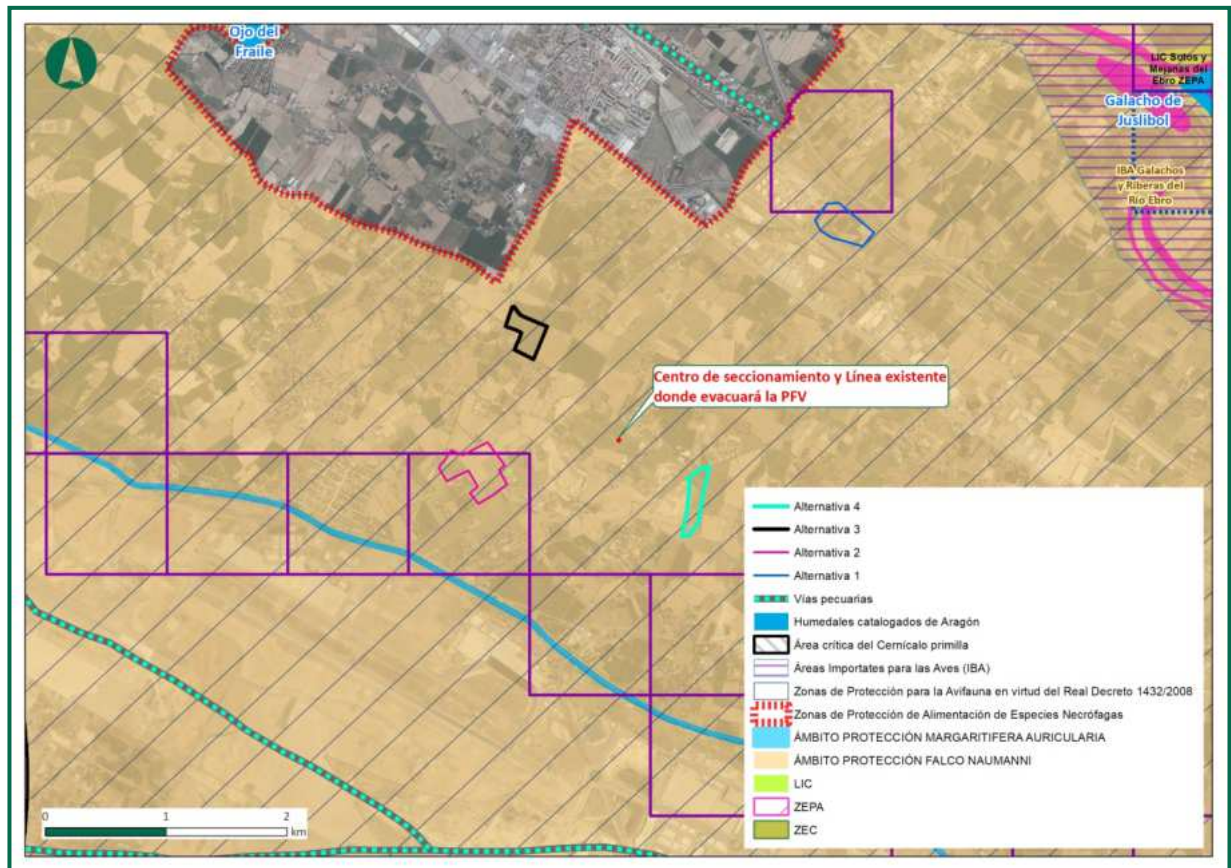 Ojo del
Fraile
LIC Sotos y
Mejanas del
Ebro ZEPA
Galacho de
Juslibol
IBA Galachos
y Riberas del
Río Ebro
Centro de seccionamiento y Línea existente
donde evacuará la PFV
Alternativa 4
Alternativa 3
Alternativa 2
Alternativa 1
Vías pecuarias
Humedales catalogados de Aragón
Área crítica del Cernícalo primilla
Áreas Importates para las Aves (IBA)
Zonas de Protección para la Avifauna en virtud del Real Decreto 1432/2008
Zonas de Protección de Alimentación de Especies Necrófagas
ÁMBITO PROTECCIÓN MARGARITIFERA AURICULARIA
ÁMBITO PROTECCIÓN FALCO NAUMANNI
LIC
ZEPA
ZEC
0 1 2
km